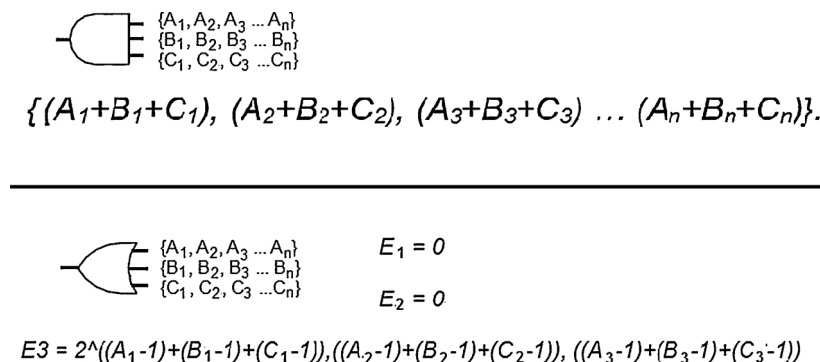 {A₁, A₂, A₃ ...Aₙ}
{B₁, B₂, B₃ ... Bₙ}
{C₁, C₂, C₃ ...Cₙ}
{(A₁+B₁+C₁), (A₂+B₂+C₂), (A₃+B₃+C₃) … (Aₙ+Bₙ+Cₙ)}.
{A₁, A₂, A₃ ...Aₙ}
E₁ = 0
{B₁, B₂, B₃ ... Bₙ}
{C₁, C₂, C₃ ...Cₙ}
E₂ = 0
E3 = 2^((A₁-1)+(B₁-1)+(C₁-1)),((A₂-1)+(B₂-1)+(C₂-1)), ((A₃-1)+(B₃-1)+(C₃-1))